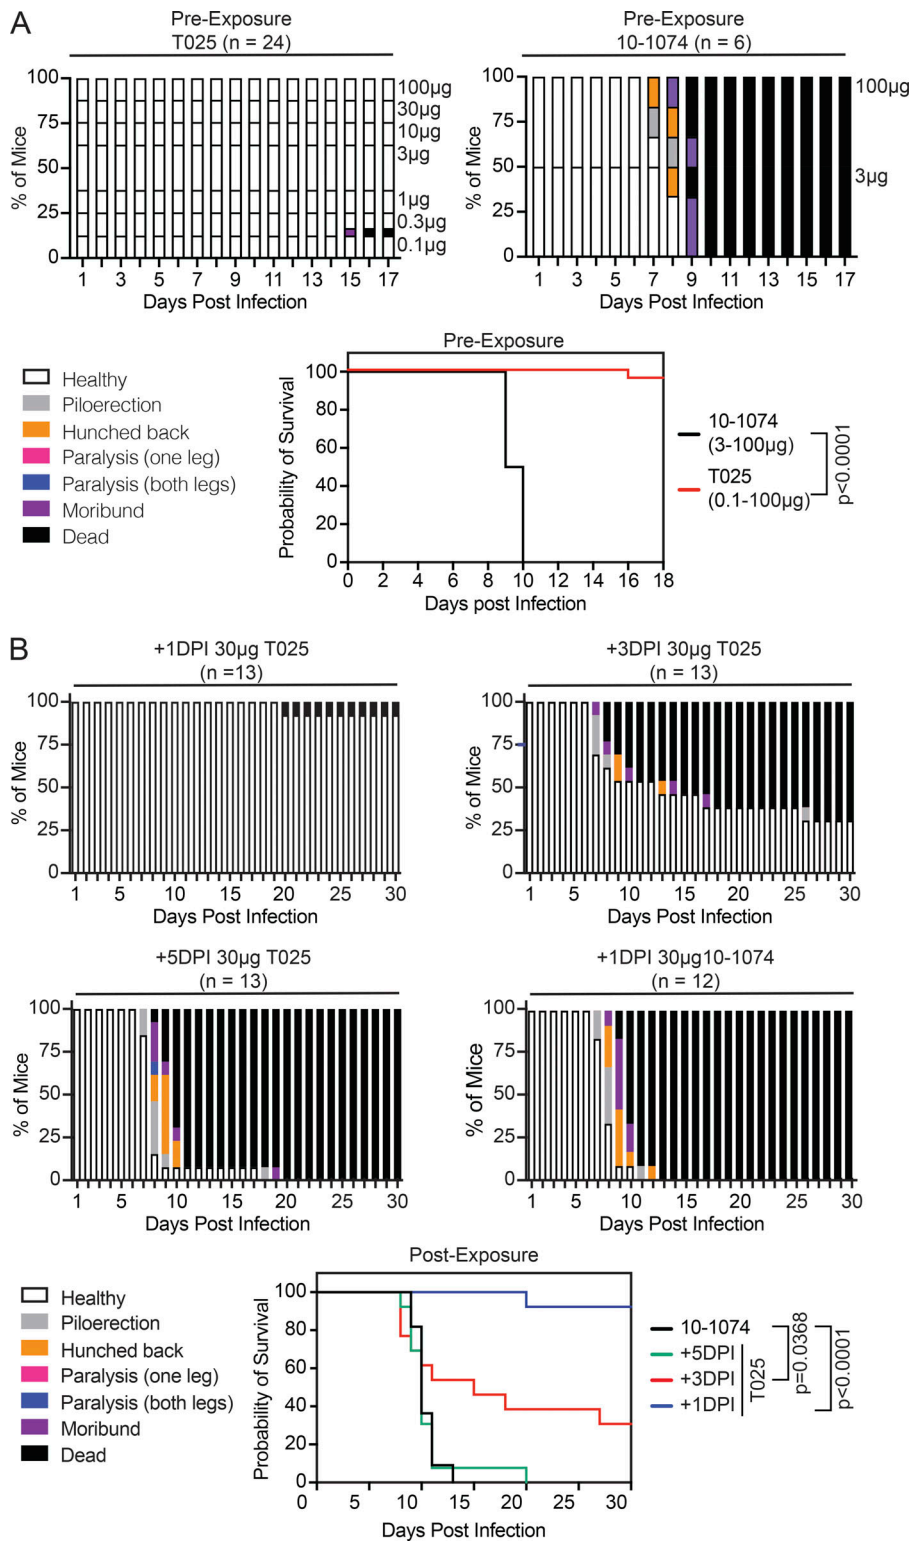 A
Pre-Exposure
T025 (n = 24)
% of Mice
100
75
50
25
0
100µg
30µg
10µg
3µg
1µg
0.3µg
0.1µg
1 3 5 7 9 11 13 15 17
Days Post Infection
Pre-Exposure
10-1074 (n = 6)
% of Mice
100
75
50
25
0
100µg
3µg
1 3 5 7 9 11 13 15 17
Days Post Infection
Healthy
Piloerection
Hunched back
Paralysis (one leg)
Paralysis (both legs)
Moribund
Dead
Pre-Exposure
Probability of Survival
100
80
60
40
20
0
0 2 4 6 8 10 12 14 16 18
Days post Infection
10-1074
(3-100µg)
T025
(0.1-100µg)
p<0.0001
B
+1DPI 30µg T025
(n =13)
% of Mice
100
75
50
25
0
1 5 10 15 20 25 30
Days Post Infection
+3DPI 30µg T025
(n = 13)
% of Mice
100
75
50
25
0
1 5 10 15 20 25 30
Days Post Infection
+5DPI 30µg T025
(n = 13)
% of Mice
100
75
50
25
0
1 5 10 15 20 25 30
Days Post Infection
+1DPI 30µg10-1074
(n = 12)
% of Mice
100
75
50
25
0
1 5 10 15 20 25 30
Days Post Infection
Healthy
Piloerection
Hunched back
Paralysis (one leg)
Paralysis (both legs)
Moribund
Dead
Post-Exposure
Probability of Survival
100
80
60
40
20
0
0 5 10 15 20 25 30
Days Post Infection
10-1074
+5DPI
+3DPI
+1DPI
T025
p=0.0368
p<0.0001